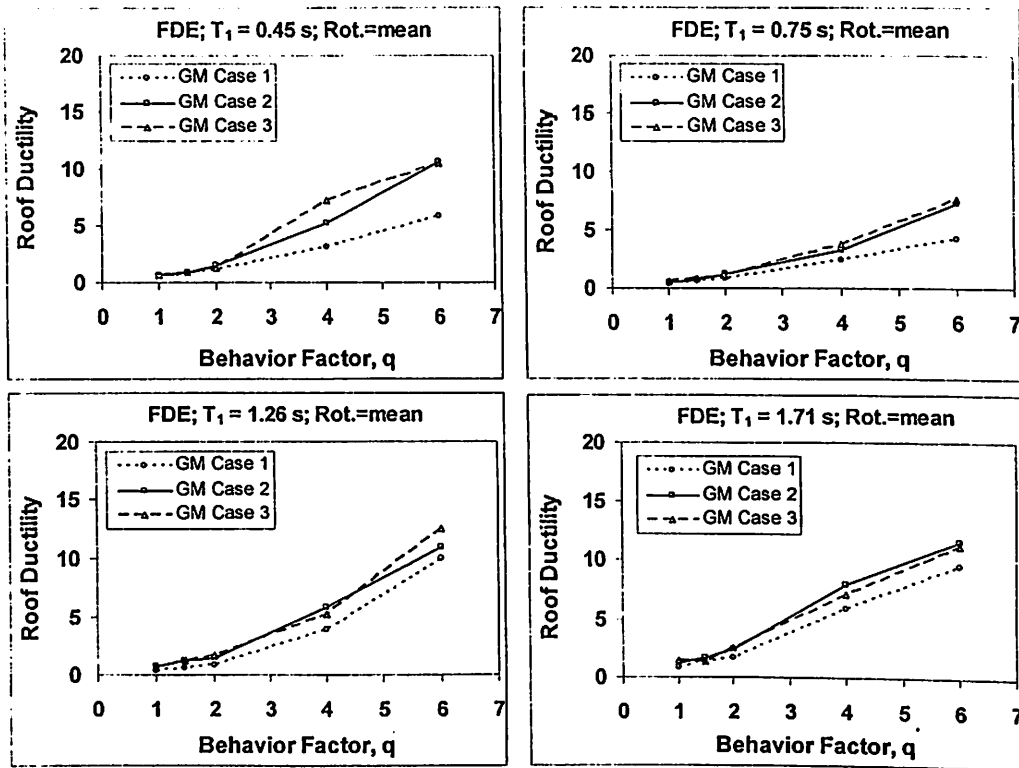 FDE; T₁ = 0.45 s; Rot.=mean
20
15
10
5
0
GM Case 1
GM Case 2
GM Case 3
Roof Ductility
0 1 2 3 4 5 6 7
Behavior Factor, q
FDE; T₁ = 0.75 s; Rot.=mean
20
15
10
5
0
GM Case 1
GM Case 2
GM Case 3
Roof Ductility
0 1 2 3 4 5 6 7
Behavior Factor, q
FDE; T₁ = 1.26 s; Rot.=mean
20
15
10
5
0
GM Case 1
GM Case 2
GM Case 3
Roof Ductility
0 1 2 3 4 5 6 7
Behavior Factor, q
FDE; T₁ = 1.71 s; Rot.=mean
20
15
10
5
0
GM Case 1
GM Case 2
GM Case 3
Roof Ductility
0 1 2 3 4 5 6 7
Behavior Factor, q